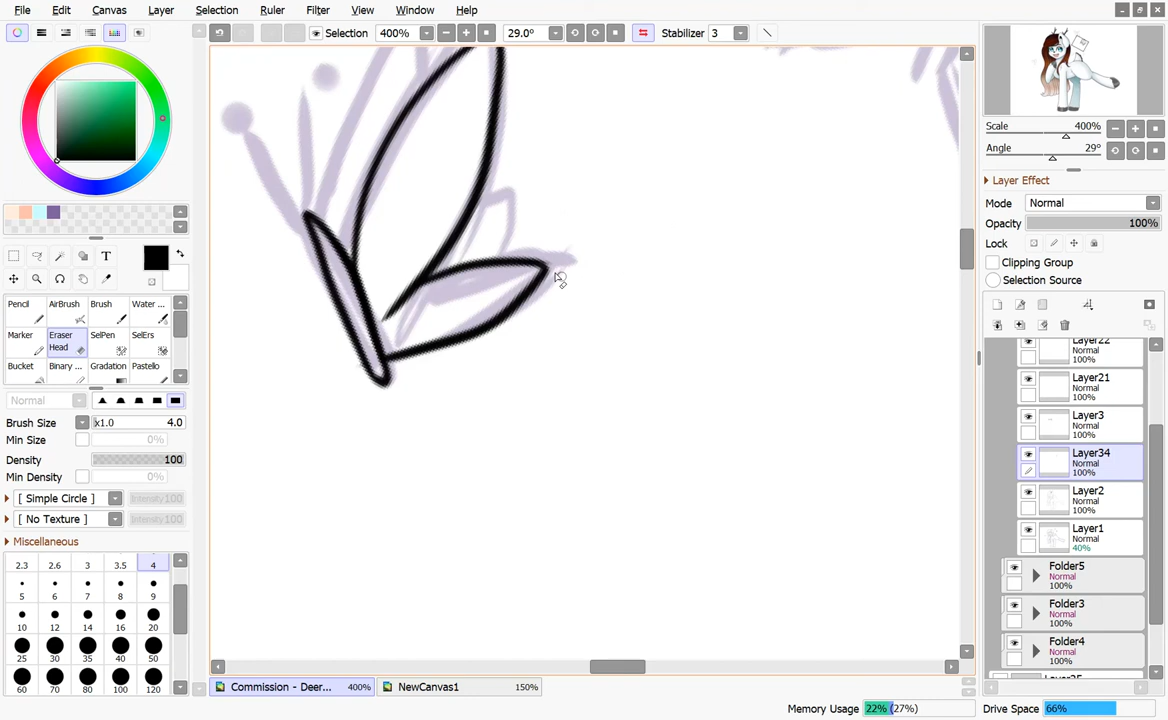 File Edit Canvas Layer Selection Ruler Filter View Window Help
Selection 400% 29.0° Stabilizer 3
Scale 400%
Angle 29°
Layer Effect
Mode Normal
Opacity 100%
Lock
Clipping Group
Selection Source
Pencil AirBrush Brush Water ...
Marker Eraser Head SelPen SelErs
Bucket Binary ... Gradation Pastello
Normal
Brush Size x1.0 4.0
Min Size 0%
Density 100
Min Density 0%
[ Simple Circle ] Intensity 100
[ No Texture ] Intensity 100
Miscellaneous
2.3 2.6 3 3.5 4
5 6 7 8 9
10 12 14 16 20
25 30 35 40 50
60 70 80 100 120
Layer22
Normal
100%
Layer21
Normal
100%
Layer3
Normal
100%
Layer34
Normal
100%
Layer2
Normal
100%
Layer1
Normal
40%
Folder5
Normal
100%
Folder3
Normal
100%
Folder4
Normal
100%
Commission - Deer... 400% NewCanvas1 150%
Memory Usage 22% (27%) Drive Space 66%